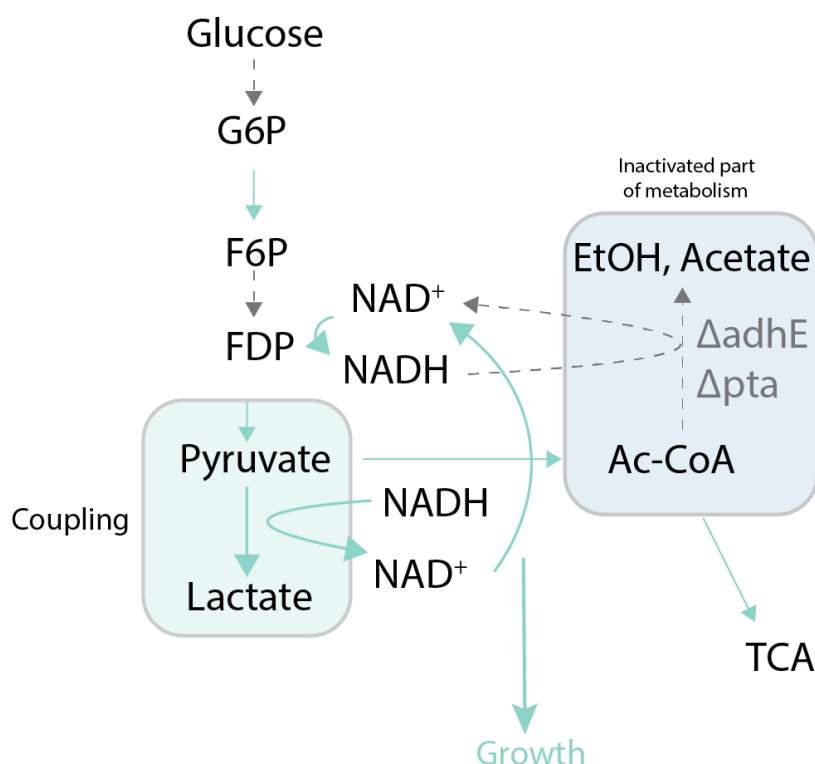 Glucose
G6P
F6P
FDP
NAD⁺
NADH
Inactivated part
of metabolism
EtOH, Acetate
ΔadhE
Δpta
Ac-CoA
Coupling
Pyruvate
Lactate
NADH
NAD⁺
TCA
Growth